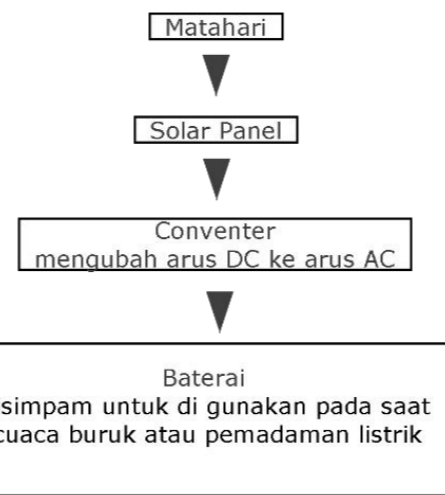 Matahari
Solar Panel
Conventer
mengubah arus DC ke arus AC
Baterai
simpam untuk di gunakan pada saat
cuaca buruk atau pemadaman listrik